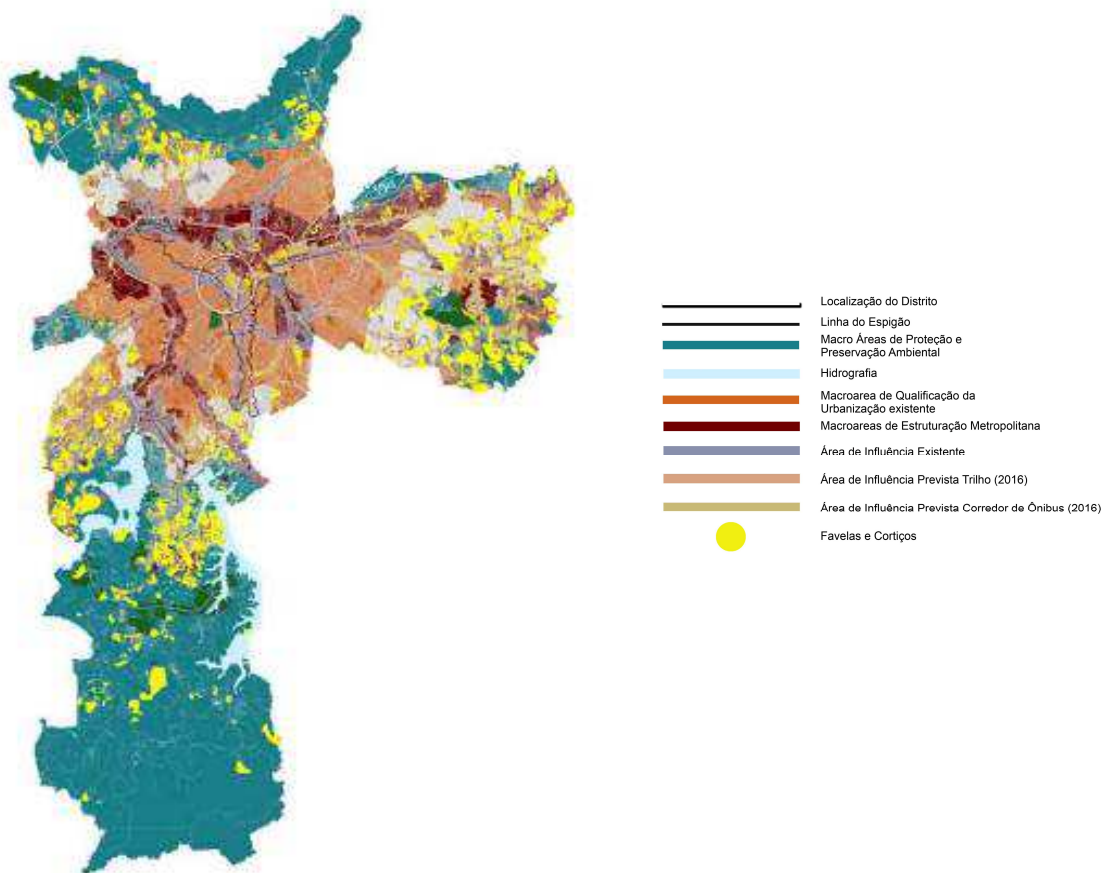 Localização do Distrito
Linha do Espigão
Macro Áreas de Proteção e
Preservação Ambiental
Hidrografia
Macroarea de Qualificação da
Urbanização existente
Macroareas de Estruturação Metropolitana
Área de Influência Existente
Área de Influência Prevista Trilho (2016)
Área de Influência Prevista Corredor de Ônibus (2016)
Favelas e Cortiços